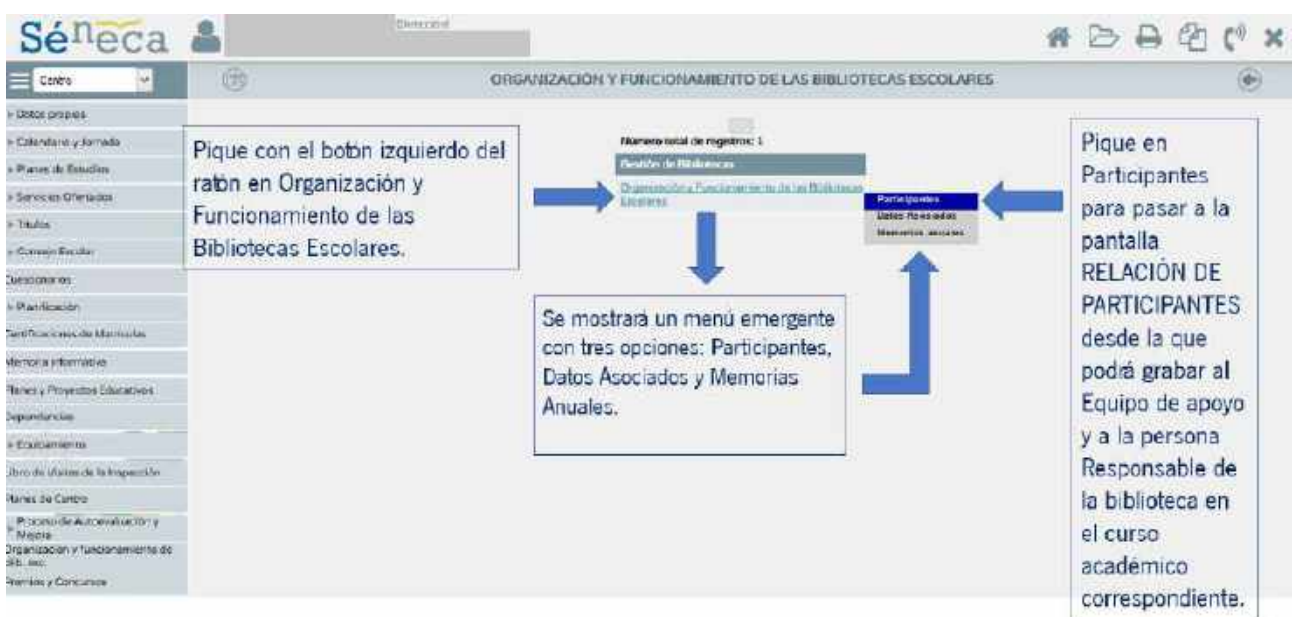 Séneca
Dirección
Centro
ORGANIZACIÓN Y FUNCIONAMIENTO DE LAS BIBLIOTECAS ESCOLARES
Datos propios
Calendario y Jornada
Planes de Estudios
Servicios Ofertados
Títulos
Consejo Escolar
Cuestionarios
Planificación
Certificaciones de Matrículas
Memoria informativa
Planes y Proyectos Educativos
Dependencias
Equipamiento
Libro de Visitas de la Inspección
Planes de Centro
Proceso de Autoevaluación y
Mejora
Organización y funcionamiento de
bib. esc.
Premios y Concursos
Pique con el botón izquierdo del
ratón en Organización y
Funcionamiento de las
Bibliotecas Escolares.
Número total de registros: 1
Gestión de Bibliotecas
Organización y Funcionamiento de las Bibliotecas
Escolares
Participantes
Datos Asociados
Memorias anuales
Se mostrará un menú emergente
con tres opciones: Participantes,
Datos Asociados y Memorias
Anuales.
Pique en
Participantes
para pasar a la
pantalla
RELACIÓN DE
PARTICIPANTES
desde la que
podrá grabar al
Equipo de apoyo
y a la persona
Responsable de
la biblioteca en
el curso
académico
correspondiente.